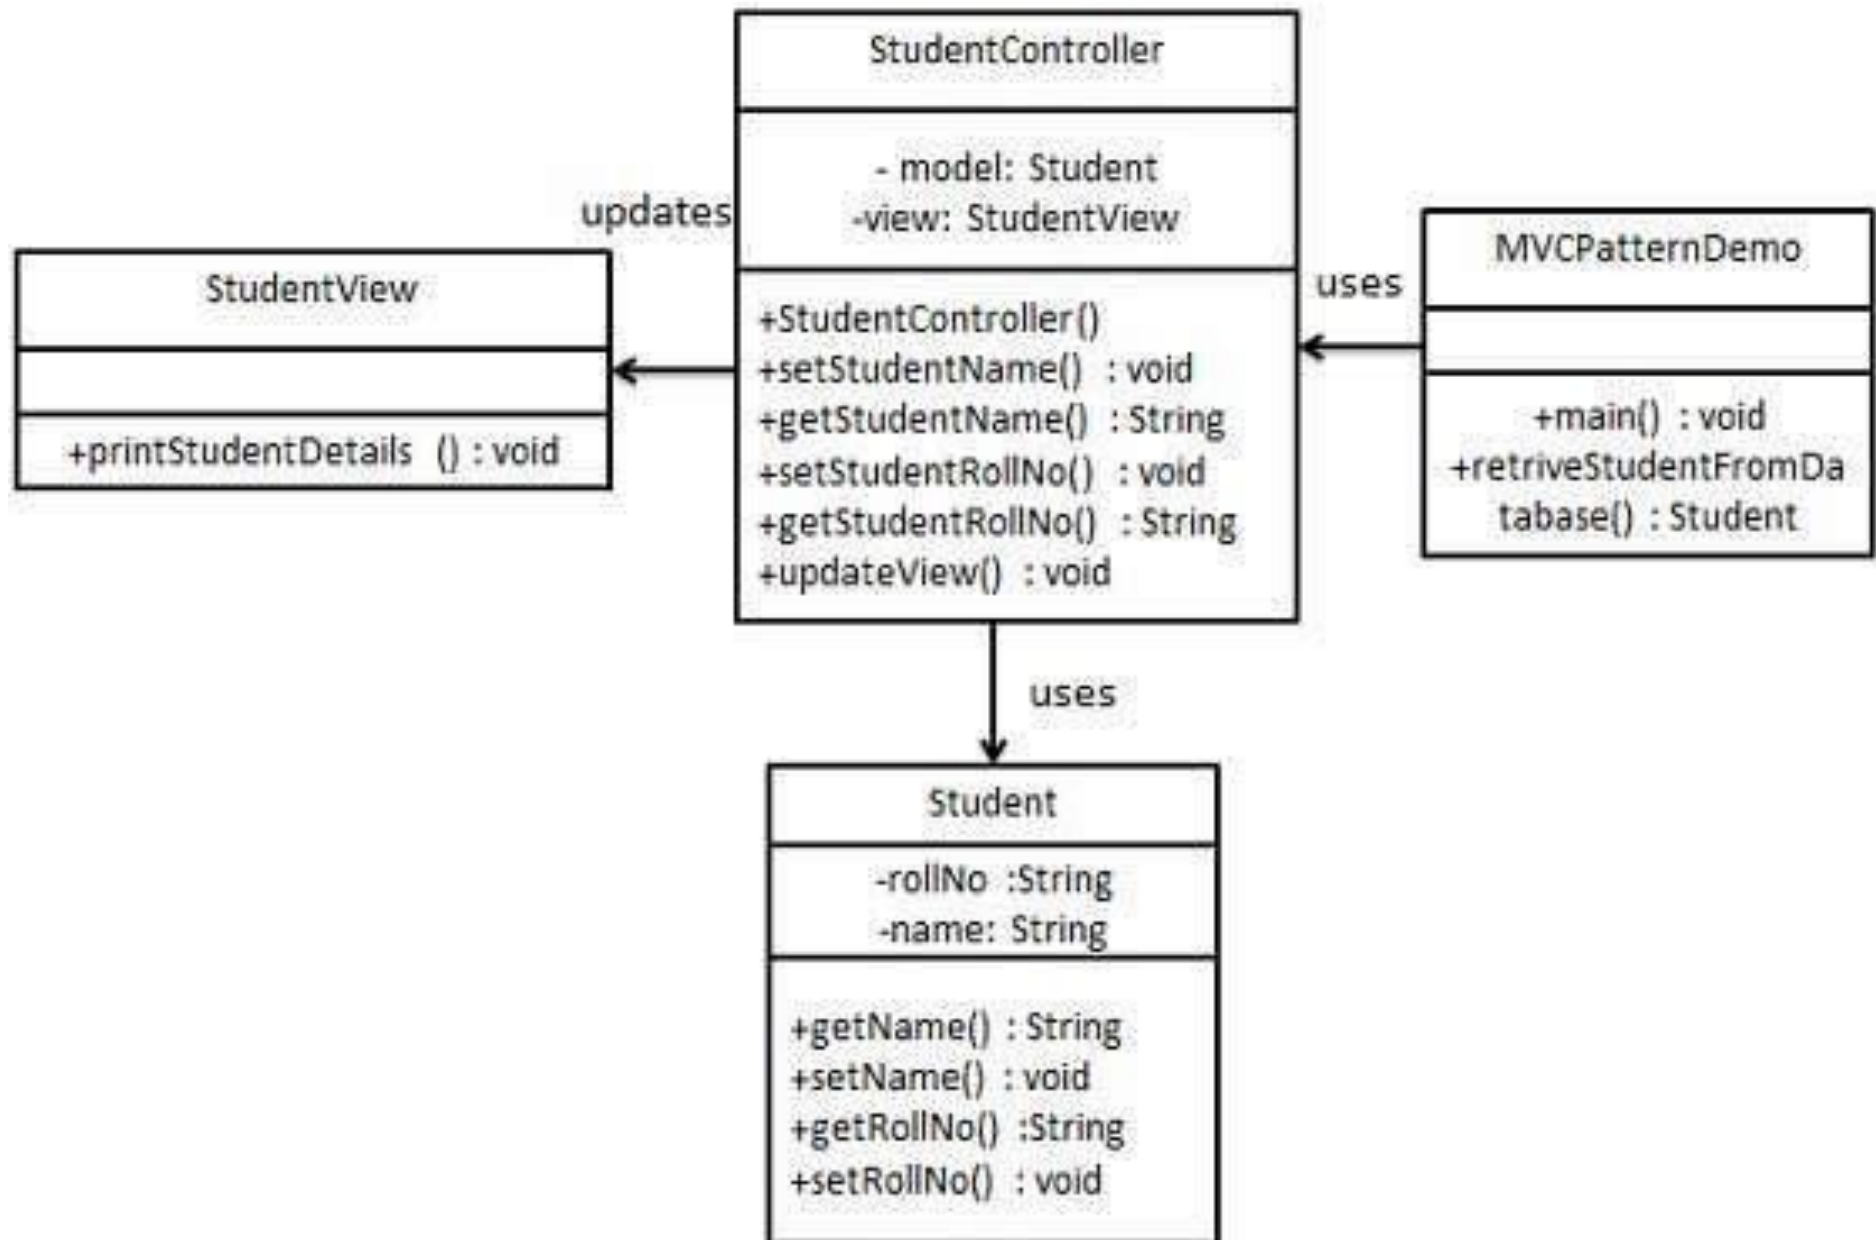 StudentController
- model: Student
-view: StudentView
+StudentController()
+setStudentName() : void
+getStudentName() : String
+setStudentRollNo() : void
+getStudentRollNo() : String
+updateView() : void
updates
StudentView
+printStudentDetails () : void
uses
MVCPatternDemo
+main() : void
+retriveStudentFromDa
tabase() : Student
uses
Student
-rollNo :String
-name: String
+getName() : String
+setName() : void
+getRollNo() :String
+setRollNo() : void